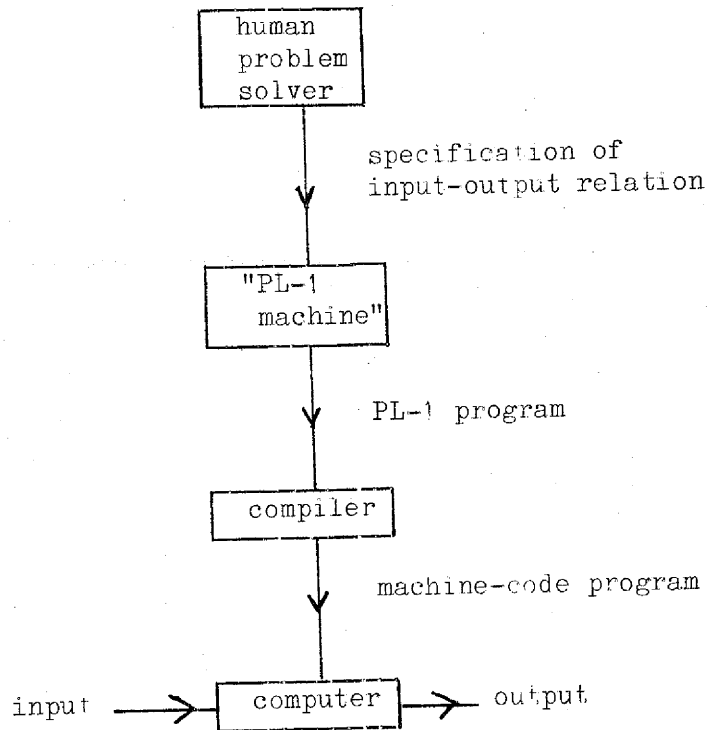 human
problem
solver
specification of
input-output relation
"PL-1
machine"
PL-1 program
compiler
machine-code program
input
computer
output